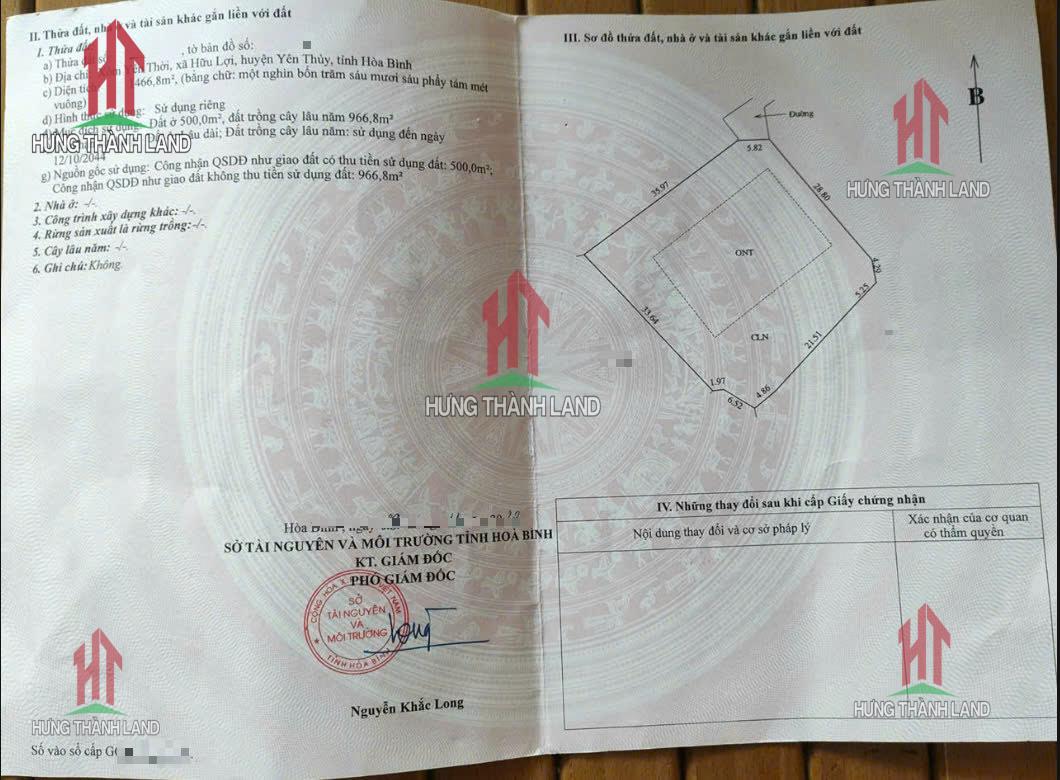 II. Thửa đất, nhà ở và tài sản khác gắn liền với đất
1. Thửa đất
a) Thửa đất số , tờ bản đồ số:
b) Địa chỉ: Yên Thời, xã Hữu Lợi, huyện Yên Thủy, tỉnh Hòa Bình
c) Diện tích 1466,8m², (bằng chữ: một nghìn bốn trăm sáu mươi sáu phẩy tám mét
vuông)
d) Hình thức sử dụng: Sử dụng riêng
đ) Mục đích sử dụng: Đất ở 500,0m², đất trồng cây lâu năm 966,8m²
lâu dài; Đất trồng cây lâu năm: sử dụng đến ngày
12/10/2044
g) Nguồn gốc sử dụng: Công nhận QSDĐ như giao đất có thu tiền sử dụng đất: 500,0m²;
Công nhận QSDĐ như giao đất không thu tiền sử dụng đất: 966,8m²
2. Nhà ở: -/-
3. Công trình xây dựng khác: -/-
4. Rừng sản xuất là rừng trồng: -/-
5. Cây lâu năm: -/-
6. Ghi chú: Không
Hòa Bình, ngày
SỞ TÀI NGUYÊN VÀ MÔI TRƯỜNG TỈNH HOÀ BÌNH
KT. GIÁM ĐỐC
PHÓ GIÁM ĐỐC
CỘNG HÒA X VIỆT NAM
SỞ
TÀI NGUYÊN
VÀ
MÔI TRƯỜNG
TỈNH HÒA BÌNH
Nguyễn Khắc Long
Số vào sổ cấp
III. Sơ đồ thửa đất, nhà ở và tài sản khác gắn liền với đất
B
Đường
5.82
35.97
28.80
ONT
4.29
5.25
33.64
CLN
21.51
1.97
6.52
4.86
IV. Những thay đổi sau khi cấp Giấy chứng nhận
Nội dung thay đổi và cơ sở pháp lý
Xác nhận của cơ quan
có thẩm quyền
HƯNG THÀNH LAND
HƯNG THÀNH LAND
HƯNG THÀNH LAND
HƯNG THÀNH LAND
HƯNG THÀNH LAND